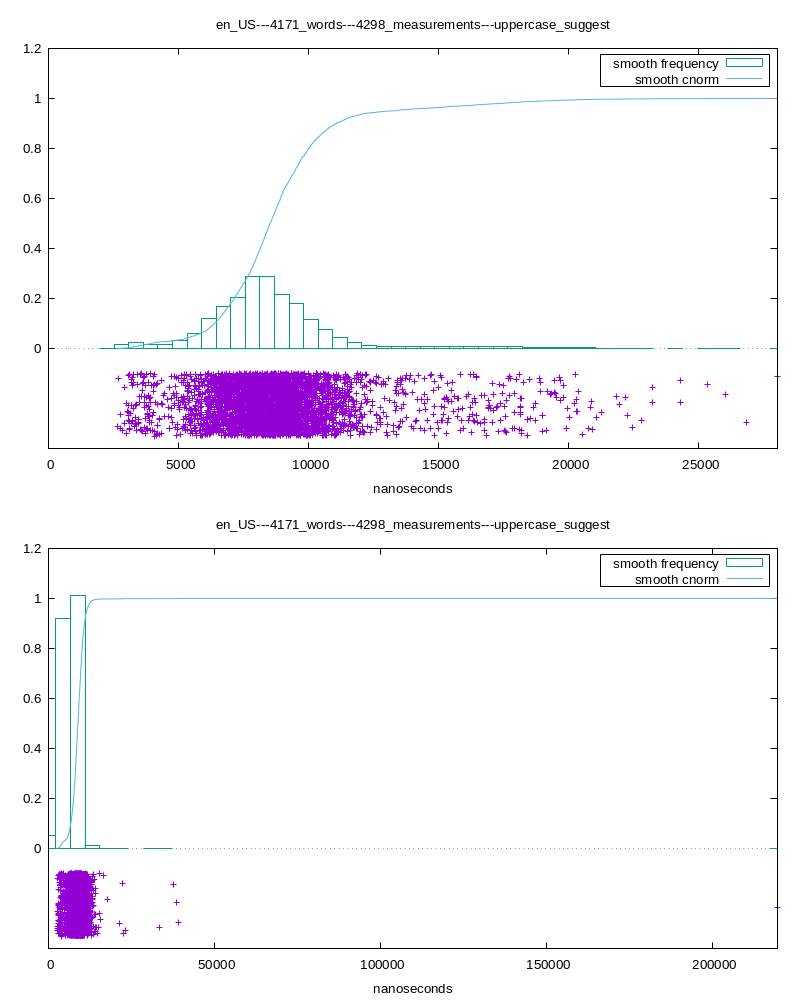 en_US---4171_words---4298_measurements---uppercase_suggest
1.2
smooth frequency
smooth cnorm
1
0.8
0.6
0.4
0.2
0
0 5000 10000 15000 20000 25000
nanoseconds
en_US---4171_words---4298_measurements---uppercase_suggest
1.2
smooth frequency
smooth cnorm
1
0.8
0.6
0.4
0.2
0
0 50000 100000 150000 200000
nanoseconds